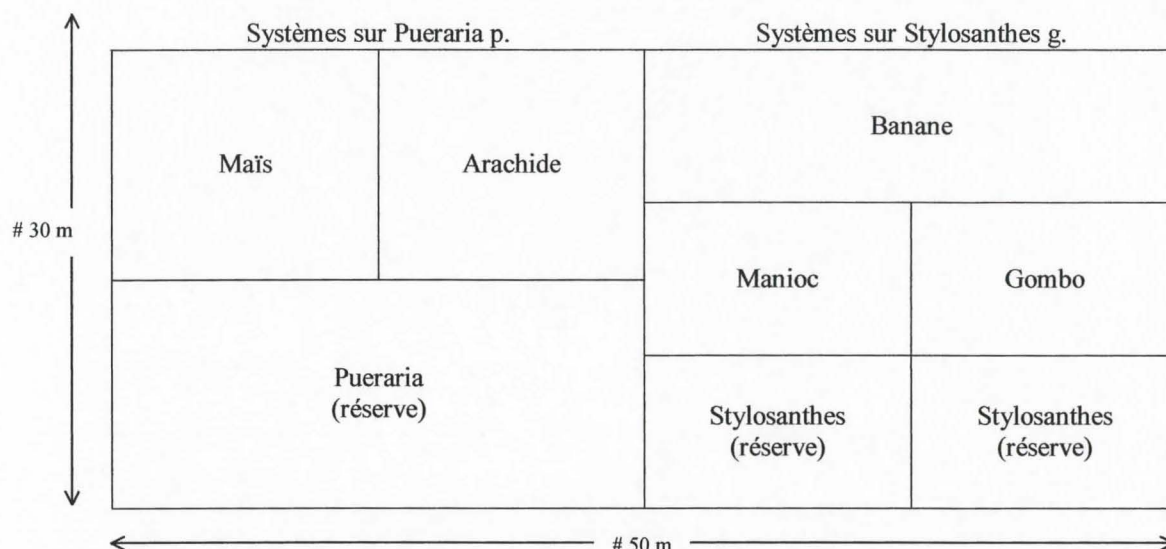 Systèmes sur Pueraria p.
Systèmes sur Stylosanthes g.
Maïs
Arachide
Banane
# 30 m
Manioc
Gombo
Pueraria
(réserve)
Stylosanthes
(réserve)
Stylosanthes
(réserve)
# 50 m